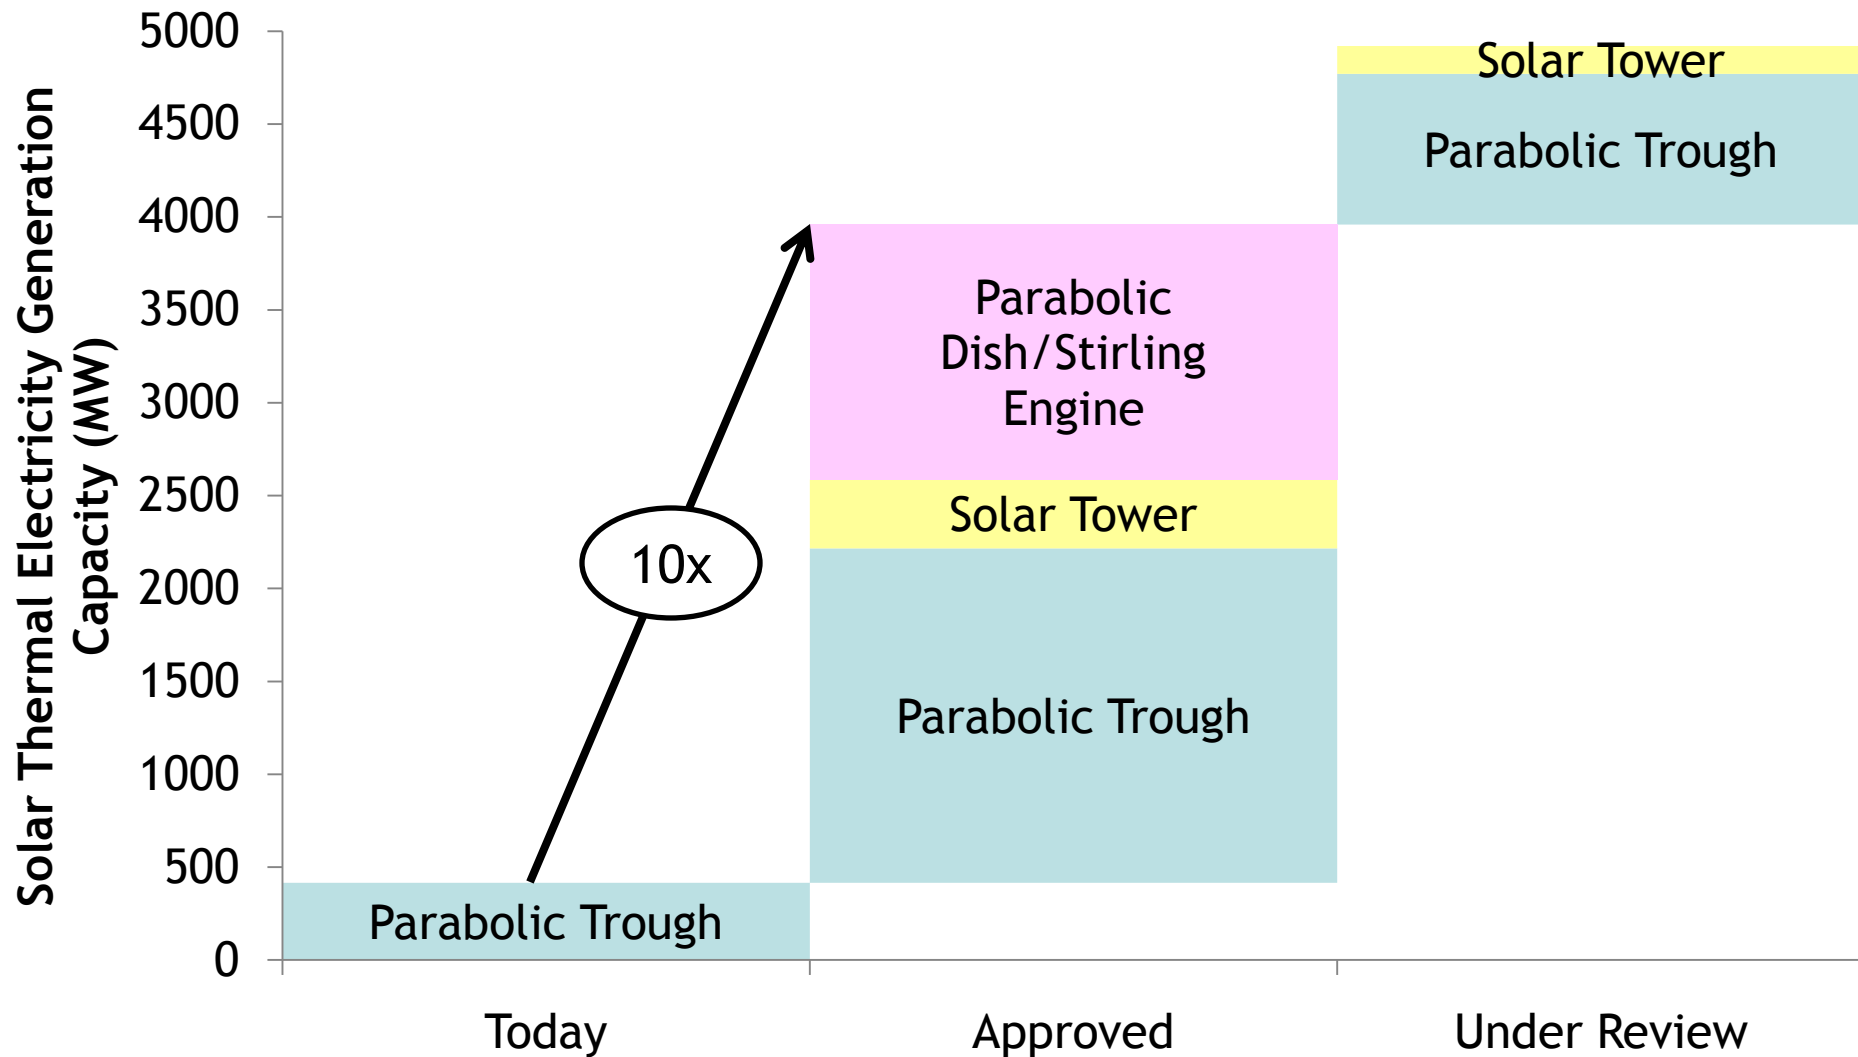 Solar Thermal Electricity Generation
Capacity (MW)
5000
4500
4000
3500
3000
2500
2000
1500
1000
500
0
Solar Tower
Parabolic Trough
Parabolic
Dish/Stirling
Engine
Solar Tower
10x
Parabolic Trough
Parabolic Trough
Today
Approved
Under Review